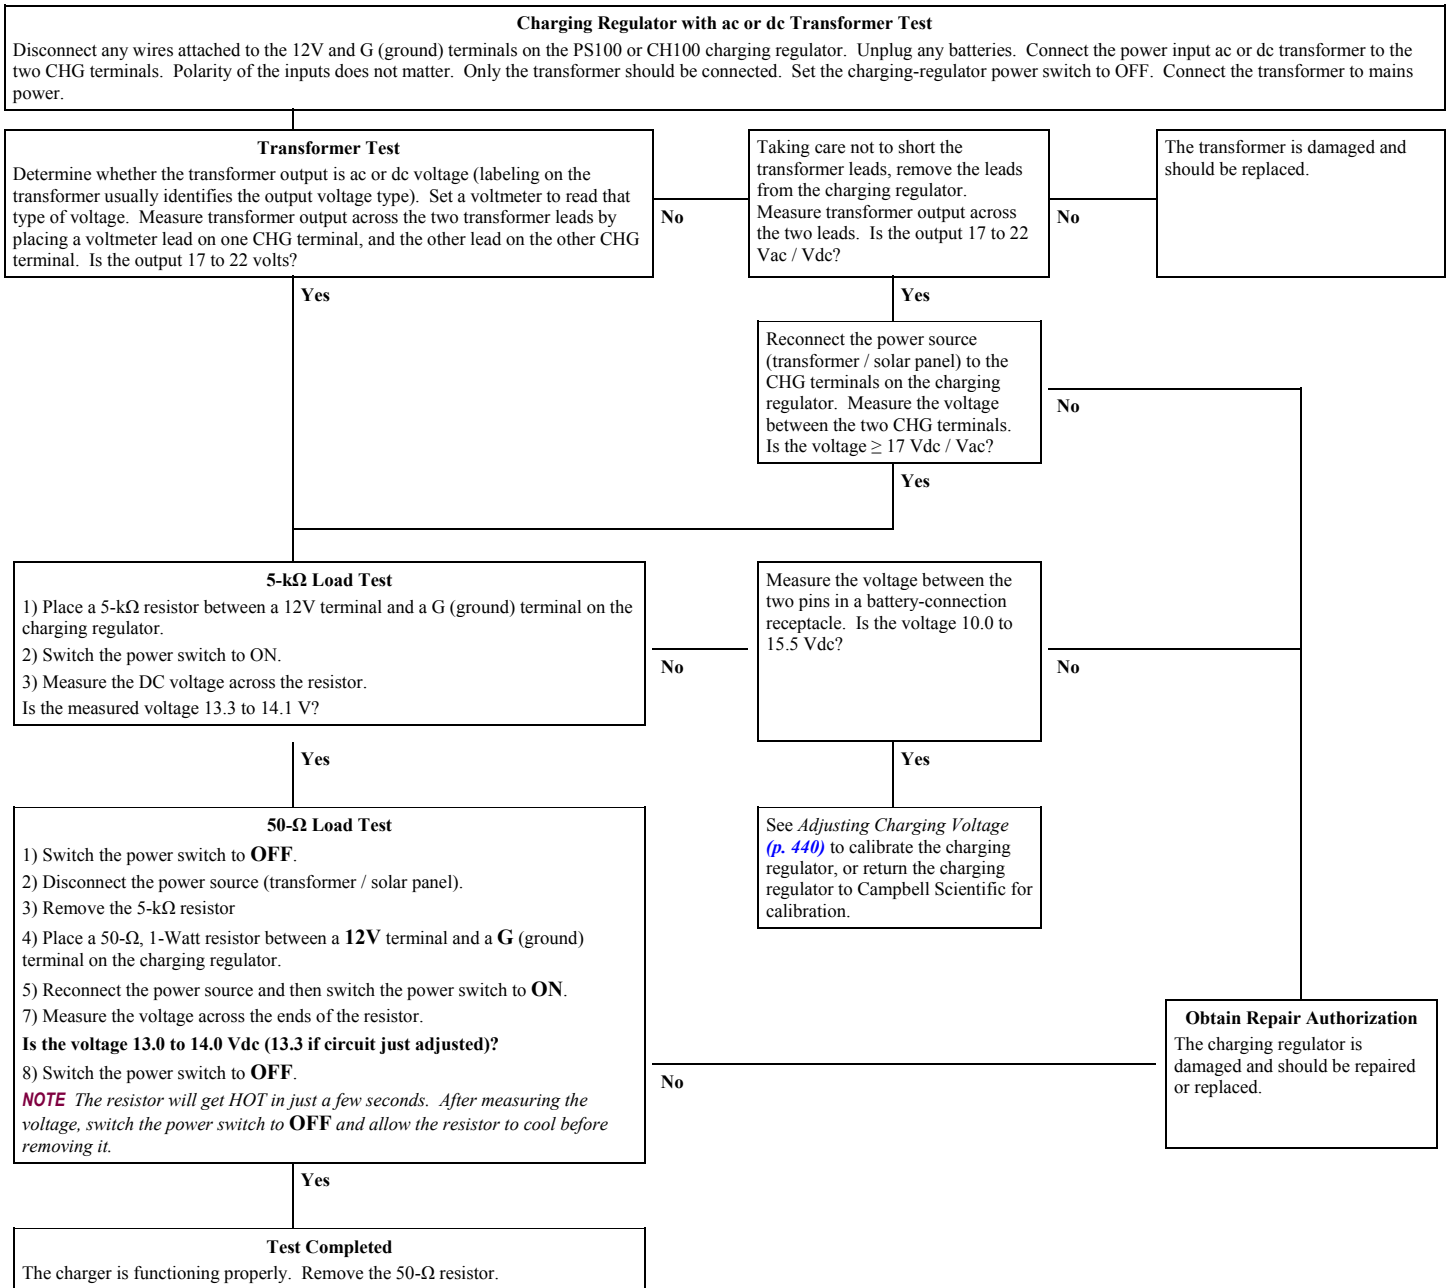 Charging Regulator with ac or dc Transformer Test
Disconnect any wires attached to the 12V and G (ground) terminals on the PS100 or CH100 charging regulator. Unplug any batteries. Connect the power input ac or dc transformer to the
two CHG terminals. Polarity of the inputs does not matter. Only the transformer should be connected. Set the charging-regulator power switch to OFF. Connect the transformer to mains
power.
Transformer Test
Determine whether the transformer output is ac or dc voltage (labeling on the
transformer usually identifies the output voltage type). Set a voltmeter to read that
type of voltage. Measure transformer output across the two transformer leads by
placing a voltmeter lead on one CHG terminal, and the other lead on the other CHG
terminal. Is the output 17 to 22 volts?
No
Taking care not to short the
transformer leads, remove the leads
from the charging regulator.
Measure transformer output across
the two leads. Is the output 17 to 22
Vac / Vdc?
No
The transformer is damaged and
should be replaced.
Yes
Yes
Reconnect the power source
(transformer / solar panel) to the
CHG terminals on the charging
regulator. Measure the voltage
between the two CHG terminals.
Is the voltage ≥ 17 Vdc / Vac?
No
Yes
5-kΩ Load Test
1) Place a 5-kΩ resistor between a 12V terminal and a G (ground) terminal on the
charging regulator.
2) Switch the power switch to ON.
3) Measure the DC voltage across the resistor.
Is the measured voltage 13.3 to 14.1 V?
No
Measure the voltage between the
two pins in a battery-connection
receptacle. Is the voltage 10.0 to
15.5 Vdc?
No
Yes
Yes
50-Ω Load Test
1) Switch the power switch to OFF.
2) Disconnect the power source (transformer / solar panel).
3) Remove the 5-kΩ resistor
4) Place a 50-Ω, 1-Watt resistor between a 12V terminal and a G (ground)
terminal on the charging regulator.
5) Reconnect the power source and then switch the power switch to ON.
7) Measure the voltage across the ends of the resistor.
Is the voltage 13.0 to 14.0 Vdc (13.3 if circuit just adjusted)?
8) Switch the power switch to OFF.
NOTE The resistor will get HOT in just a few seconds. After measuring the
voltage, switch the power switch to OFF and allow the resistor to cool before
removing it.
See Adjusting Charging Voltage
(p. 440) to calibrate the charging
regulator, or return the charging
regulator to Campbell Scientific for
calibration.
No
Obtain Repair Authorization
The charging regulator is
damaged and should be repaired
or replaced.
Yes
Test Completed
The charger is functioning properly. Remove the 50-Ω resistor.